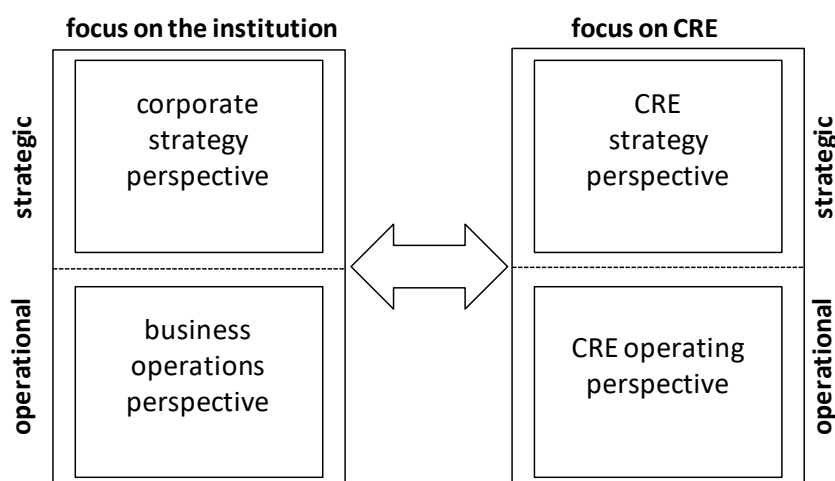 focus on the institution
focus on CRE
strategic
corporate
strategy
perspective
CRE
strategy
perspective
strategic
operational
business
operations
perspective
CRE operating
perspective
operational